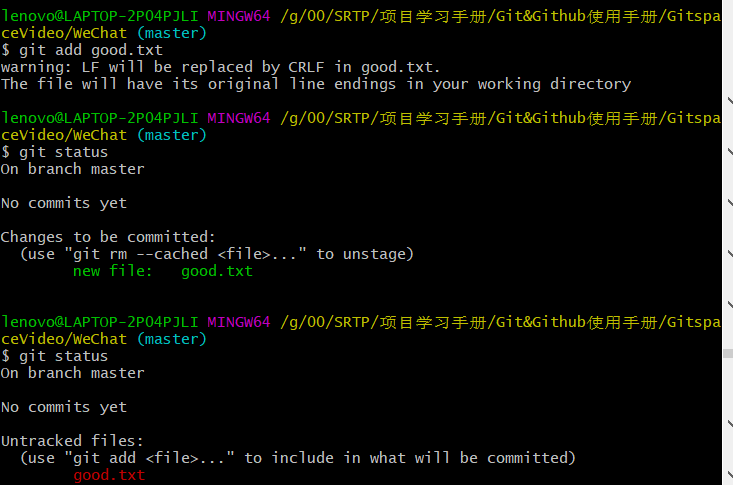 lenovo@LAPTOP-2PO4PJLI MINGW64 /g/OO/SRTP/项目学习手册/Git&Github使用手册/Gitspa
ceVideo/WeChat (master)
$ git add good.txt
warning: LF will be replaced by CRLF in good.txt.
The file will have its original line endings in your working directory
lenovo@LAPTOP-2PO4PJLI MINGW64 /g/OO/SRTP/项目学习手册/Git&Github使用手册/Gitspa
ceVideo/WeChat (master)
$ git status
On branch master
No commits yet
Changes to be committed:
  (use "git rm --cached <file>..." to unstage)
        new file:   good.txt
lenovo@LAPTOP-2PO4PJLI MINGW64 /g/OO/SRTP/项目学习手册/Git&Github使用手册/Gitspa
ceVideo/WeChat (master)
$ git status
On branch master
No commits yet
Untracked files:
  (use "git add <file>..." to include in what will be committed)
        good.txt